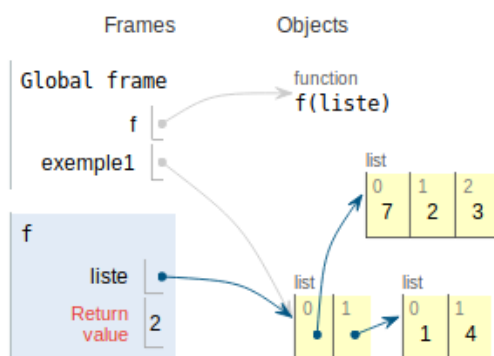 Frames Objects
Global frame
function
f f(liste)
exemple1
list
0 1 2
7 2 3
f
liste
list list
0 1 0 1
1 4
Return
value 2